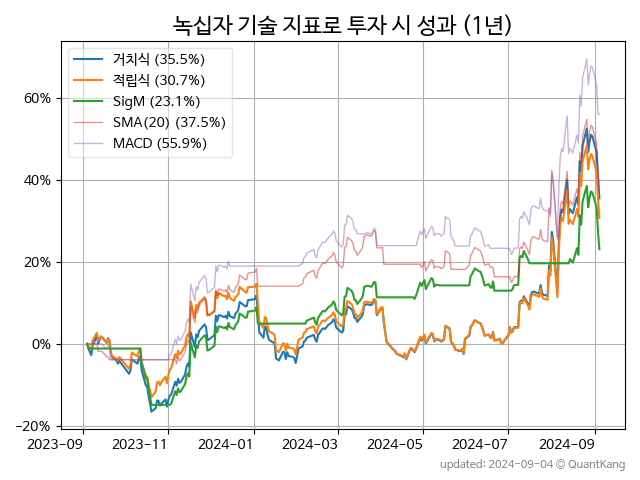 녹십자 기술 지표로 투자 시 성과 (1년)
거치식 (35.5%)
적립식 (30.7%)
SigM (23.1%)
SMA(20) (37.5%)
MACD (55.9%)
60%
40%
20%
0%
−20%
2023-09 2023-11 2024-01 2024-03 2024-05 2024-07 2024-09
updated: 2024-09-04 @ QuantKang